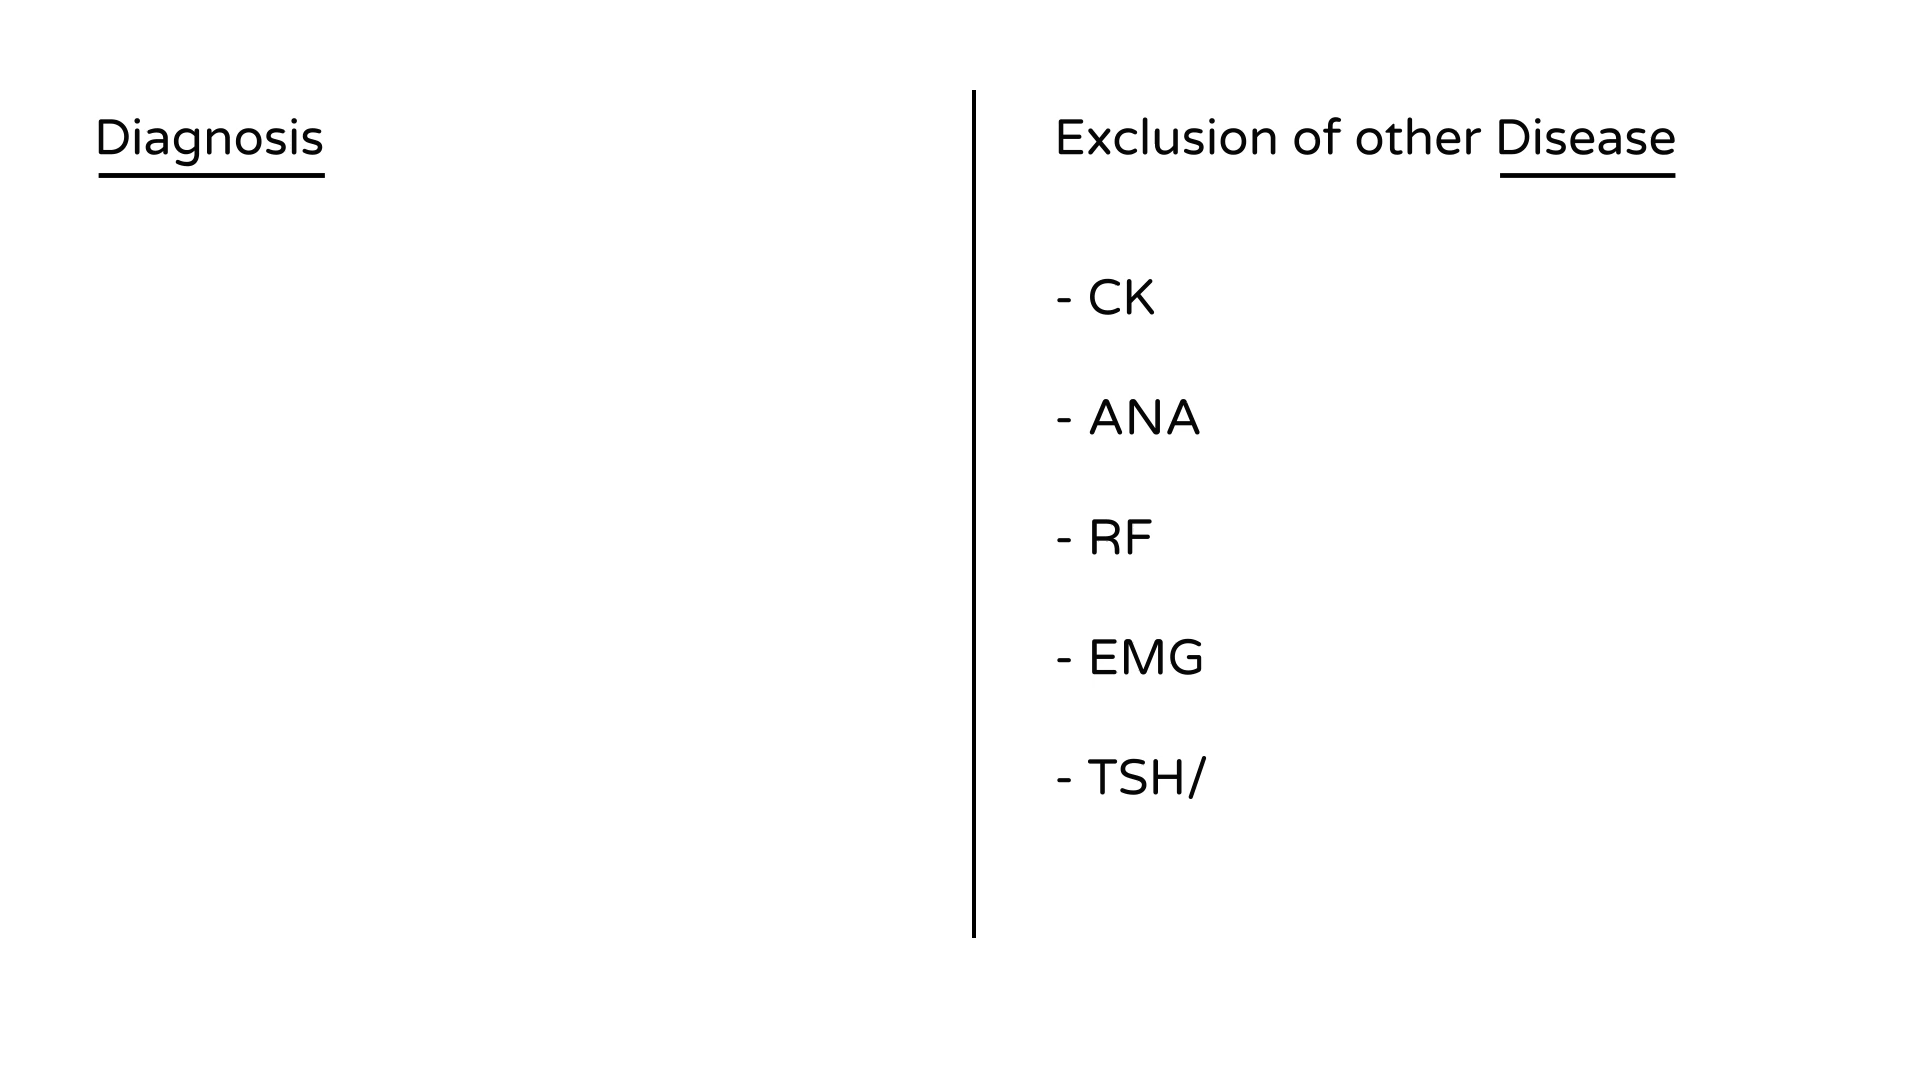 Diagnosis
Exclusion of other Disease
- CK
- ANA
- RF
- EMG
- TSH/